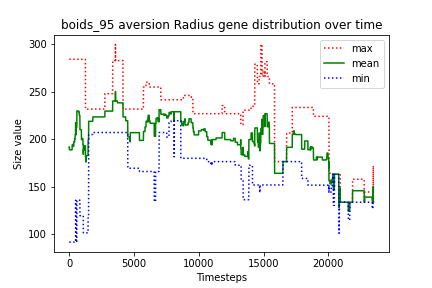 boids_95 aversion Radius gene distribution over time
max
mean
min
Size value
300
250
200
150
100
0
5000
10000
15000
20000
Timesteps